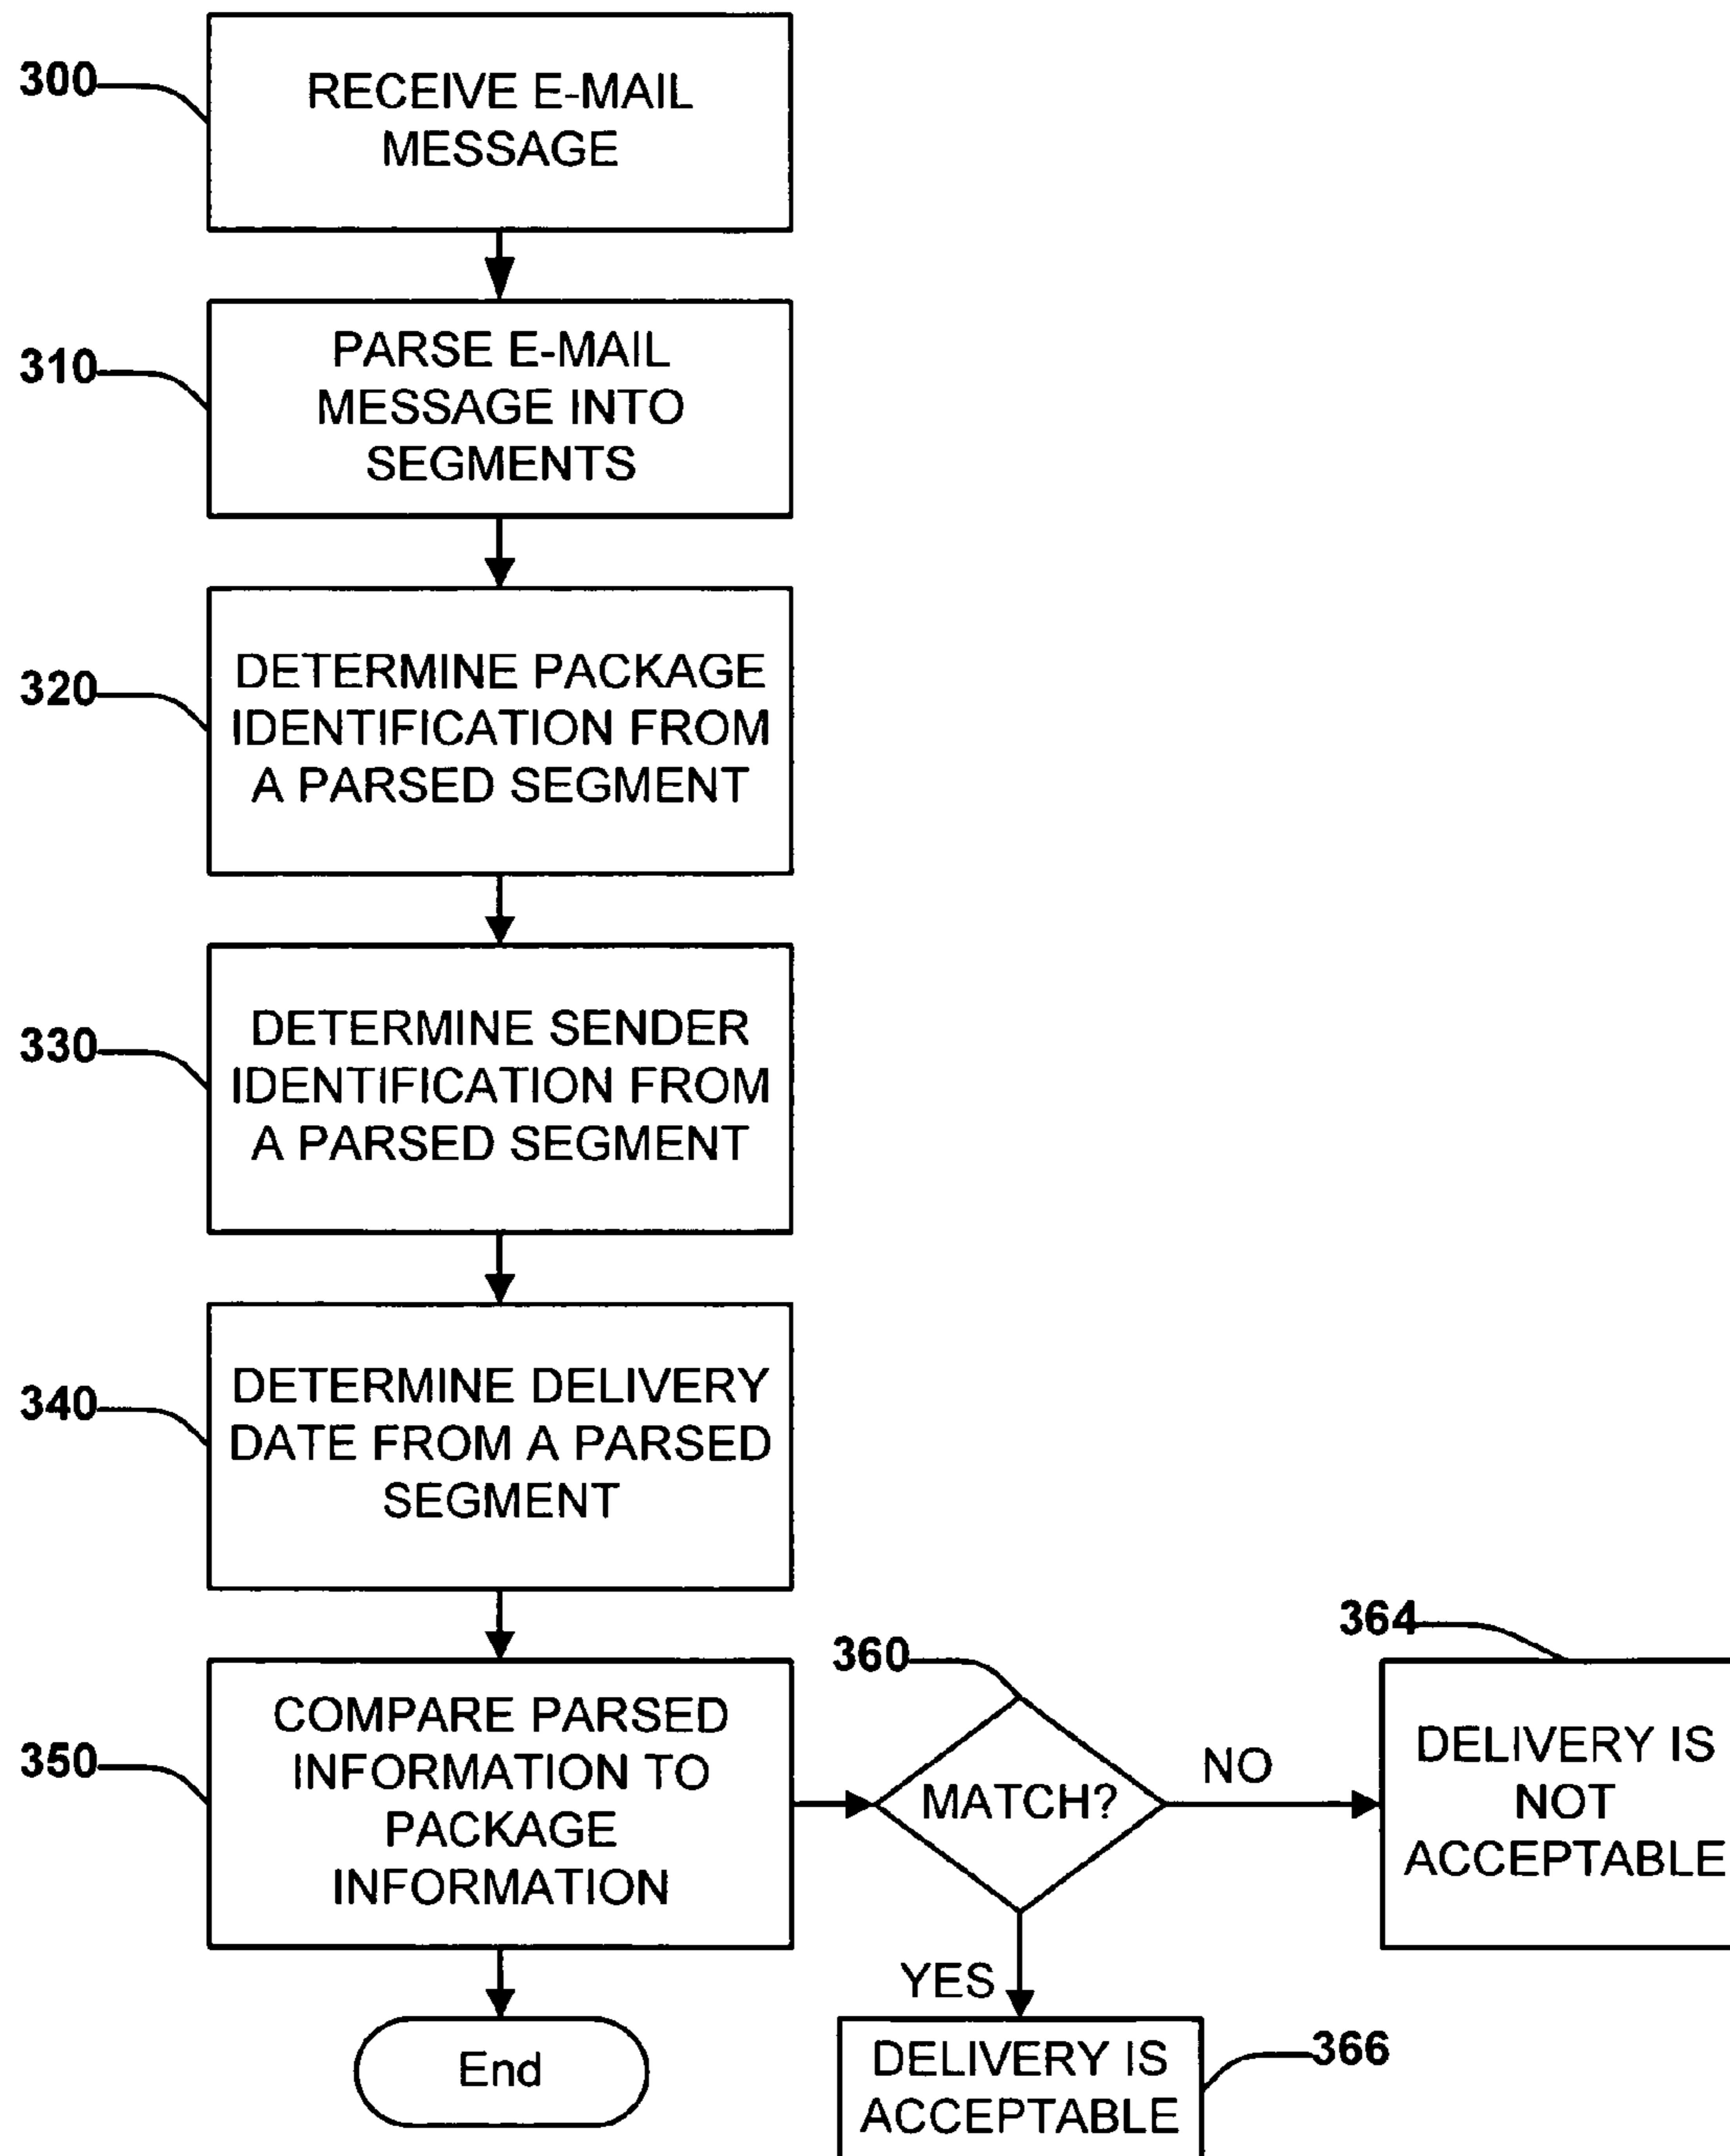 300
RECEIVE E-MAIL
MESSAGE
310
PARSE E-MAIL
MESSAGE INTO
SEGMENTS
320
DETERMINE PACKAGE
IDENTIFICATION FROM
A PARSED SEGMENT
330
DETERMINE SENDER
IDENTIFICATION FROM
A PARSED SEGMENT
340
DETERMINE DELIVERY
DATE FROM A PARSED
SEGMENT
350
COMPARE PARSED
INFORMATION TO
PACKAGE
INFORMATION
360
MATCH?
NO
364
DELIVERY IS
NOT
ACCEPTABLE
YES
End
DELIVERY IS
ACCEPTABLE
366